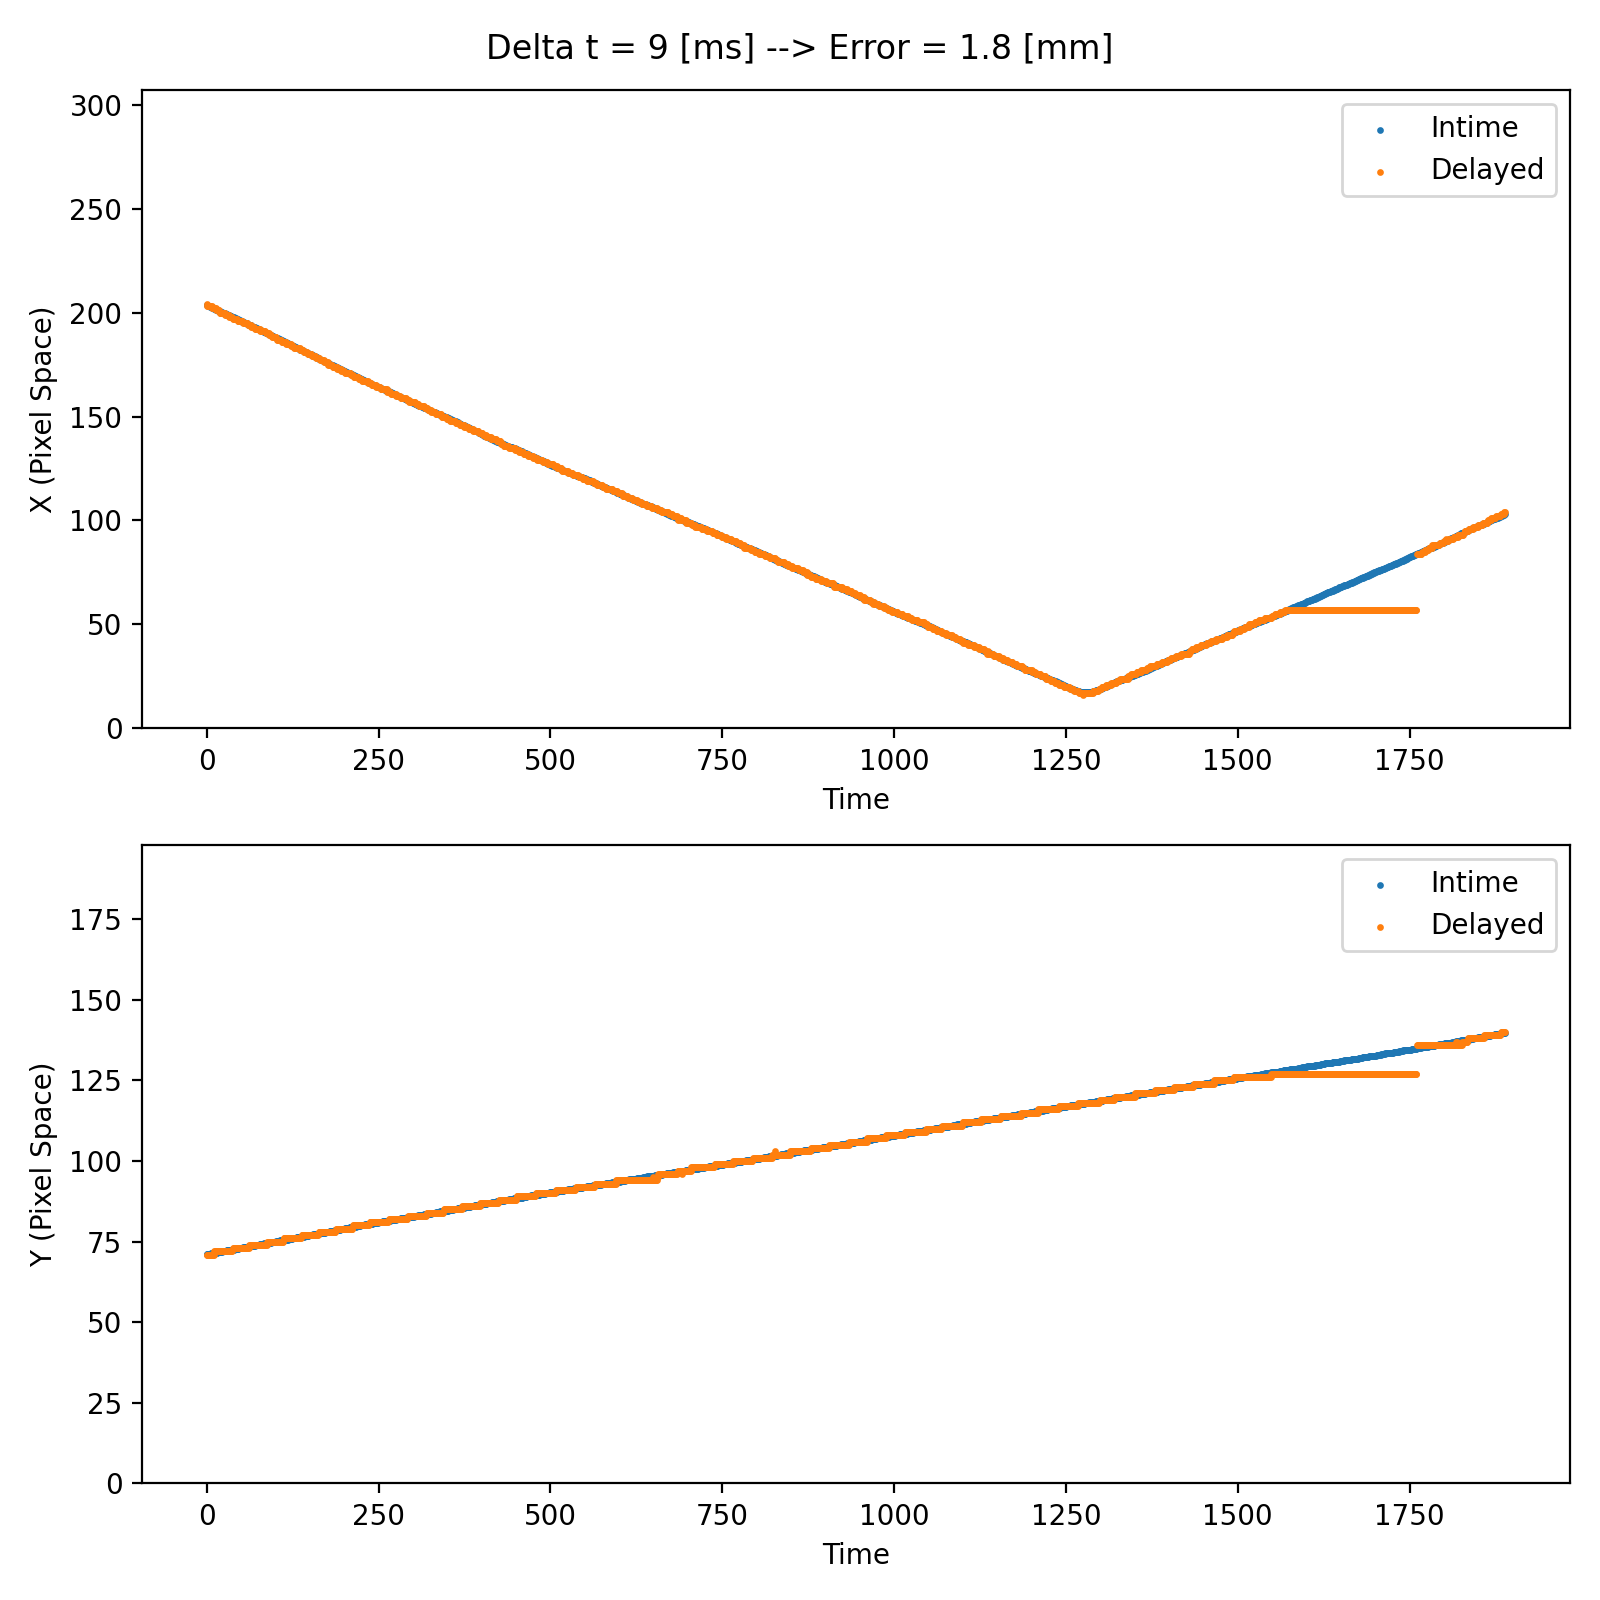 Delta t = 9 [ms] --> Error = 1.8 [mm]
300
250
200
150
100
50
0
X (Pixel Space)
Intime
Delayed
0 250 500 750 1000 1250 1500 1750
Time
175
150
125
100
75
50
25
0
Y (Pixel Space)
Intime
Delayed
0 250 500 750 1000 1250 1500 1750
Time